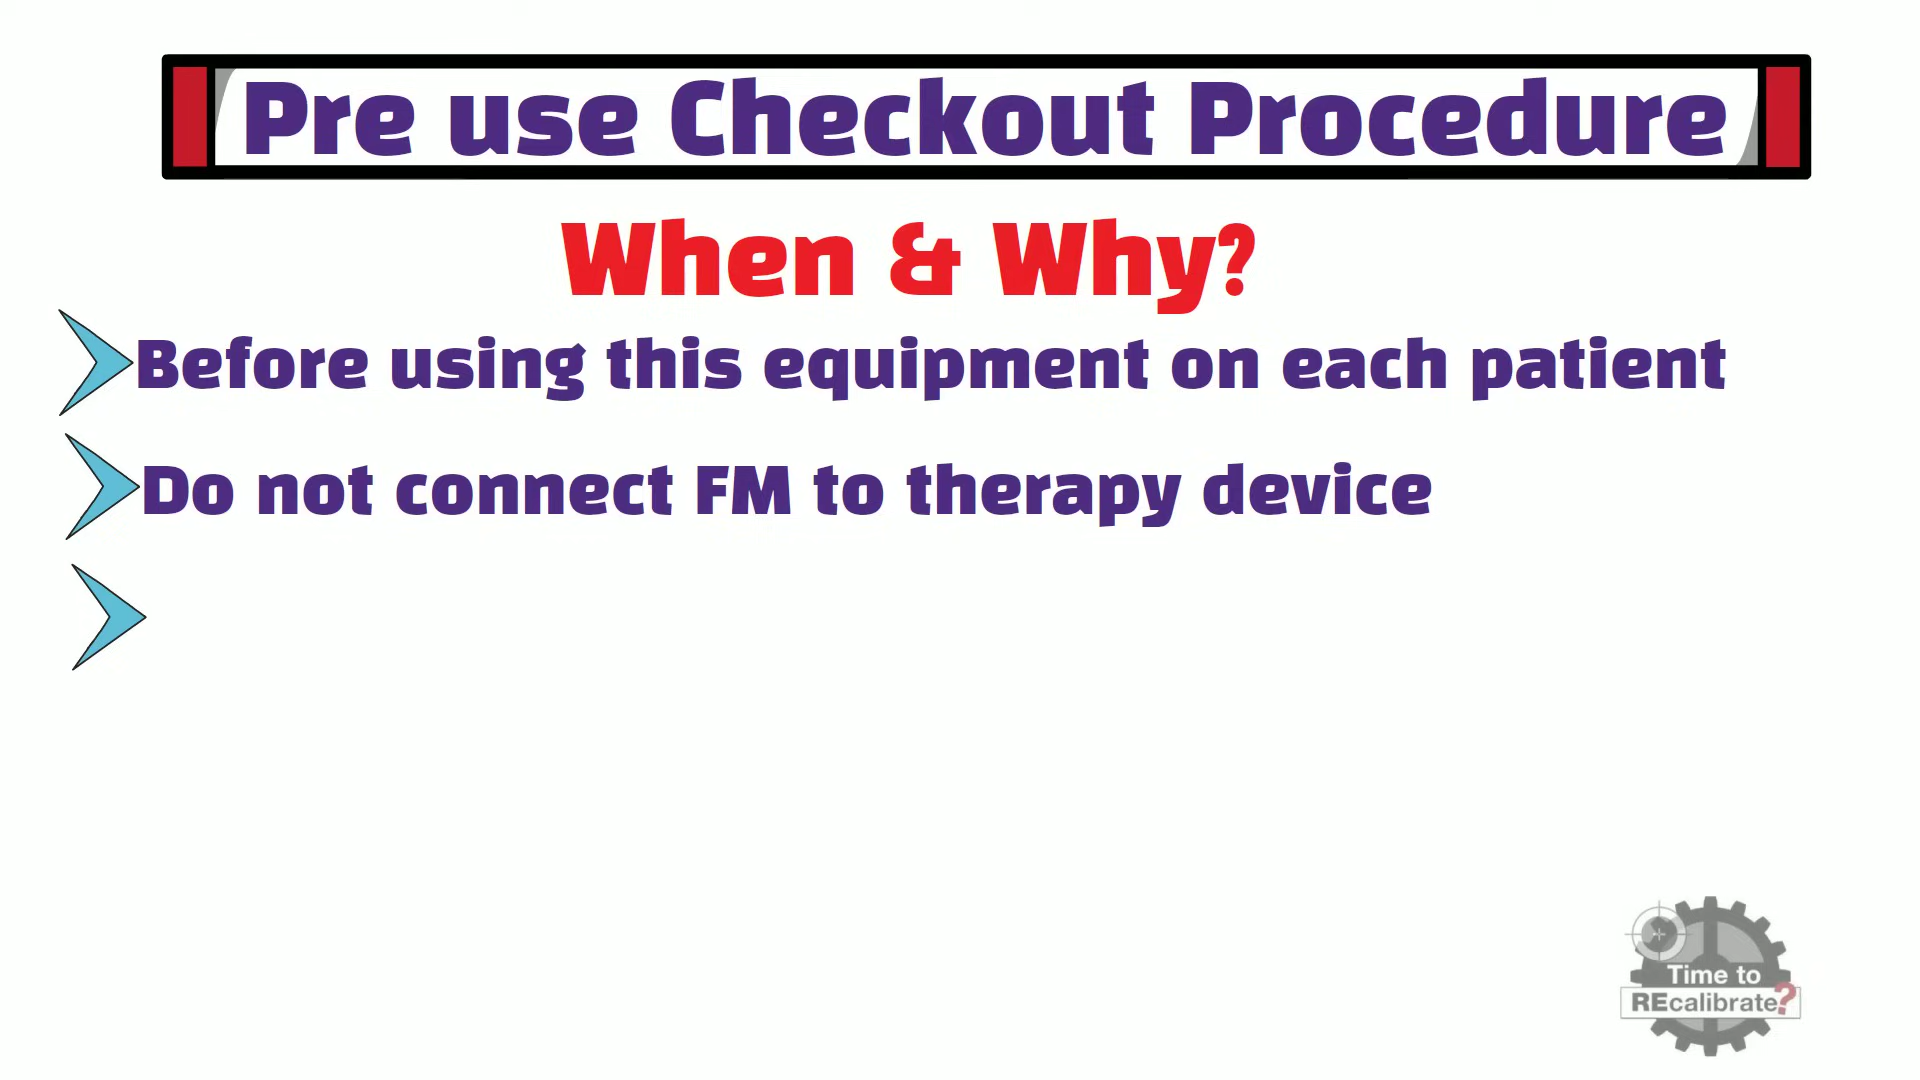 Pre use Checkout Procedure
When & Why?
Before using this equipment on each patient
Do not connect FM to therapy device
Time to
REcalibrate?